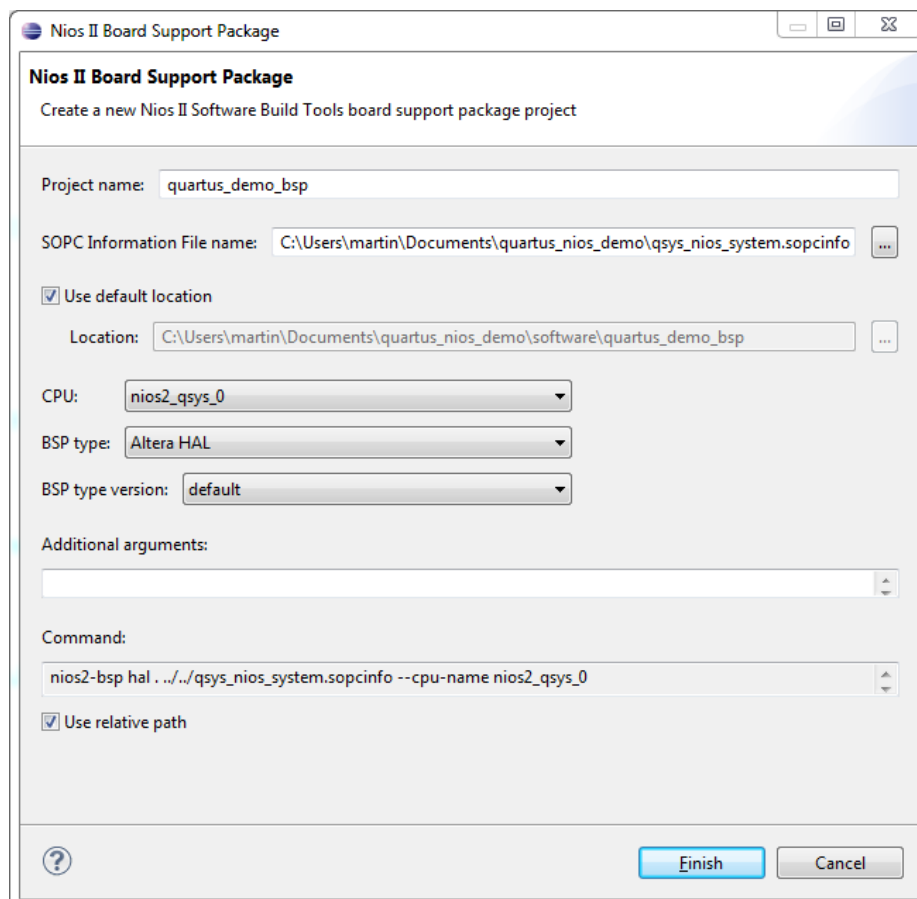 Nios II Board Support Package
Nios II Board Support Package
Create a new Nios II Software Build Tools board support package project
Project name: quartus_demo_bsp
SOPC Information File name: C:\Users\martin\Documents\quartus_nios_demo\qsys_nios_system.sopcinfo ...
Use default location
Location: C:\Users\martin\Documents\quartus_nios_demo\software\quartus_demo_bsp ...
CPU: nios2_qsys_0
BSP type: Altera HAL
BSP type version: default
Additional arguments:
Command:
nios2-bsp hal . ../../qsys_nios_system.sopcinfo --cpu-name nios2_qsys_0
Use relative path
? Finish Cancel